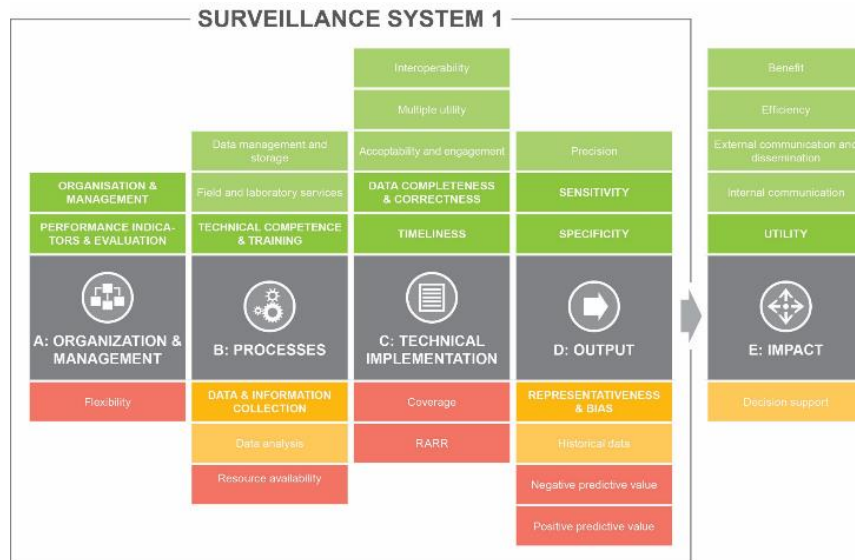 SURVEILLANCE SYSTEM 1
Interoperability
Benefit
Multiple utility
Efficiency
Data management and
storage
Acceptability and engagement
Precision
External communication and
dissemination
ORGANISATION &
MANAGEMENT
Field and laboratory services
DATA COMPLETENESS
& CORRECTNESS
SENSITIVITY
Internal communication
PERFORMANCE INDICA-
TORS & EVALUATION
TECHNICAL COMPETENCE
& TRAINING
TIMELINESS
SPECIFICITY
UTILITY
A: ORGANIZATION &
MANAGEMENT
B: PROCESSES
C: TECHNICAL
IMPLEMENTATION
D: OUTPUT
E: IMPACT
Flexibility
DATA & INFORMATION
COLLECTION
Coverage
REPRESENTATIVENESS
& BIAS
Decision support
Data analysis
RARR
Historical data
Resource availability
Negative predictive value
Positive predictive value